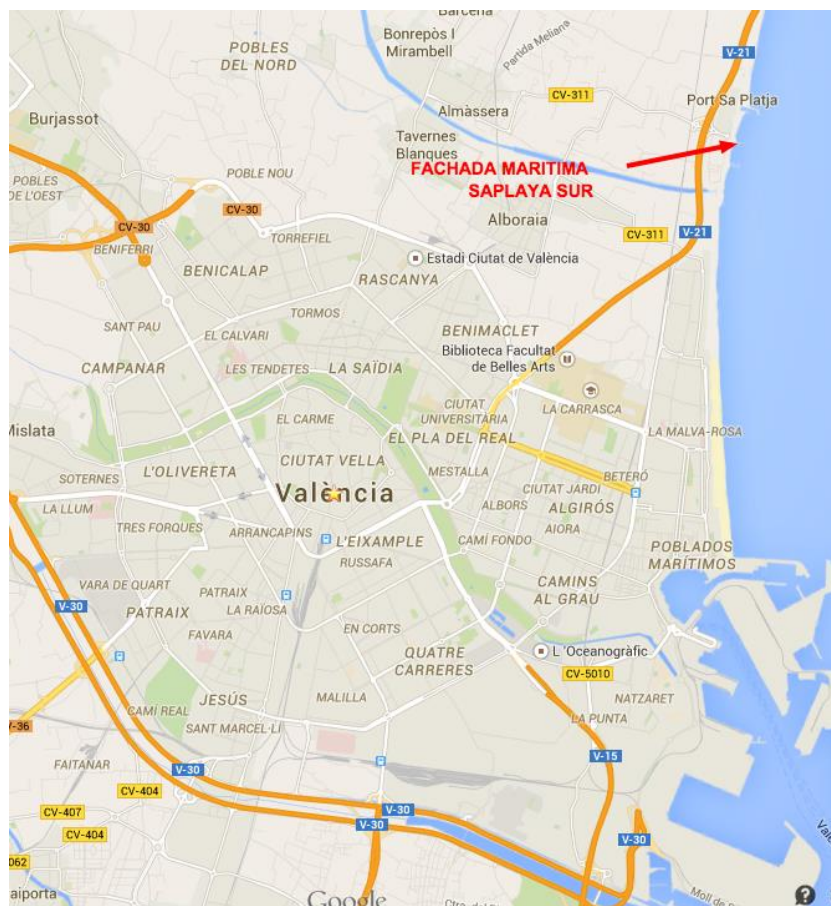 Barcena
POBLES
DEL NORD
Bonrepòs I
Mirambell
Partida Meliana
V-21
CV-311
Port Sa Platja
Burjassot
Almàssera
Tavernes
Blanques
POBLE NOU
FACHADA MARITIMA
SAPLAYA SUR
POBLES
DE L'OEST
CV-30
Alboraia
CV-30
BENIFERRI
TORREFIEL
CV-311
V-21
Estadi Ciutat de València
BENICALAP
RASCANYA
TORMOS
SANT PAU
EL CALVARI
BENIMACLET
Biblioteca Facultat
de Belles Arts
CAMPANAR
LES TENDETES
LA SAÏDIA
CIUTAT
UNIVERSITÀRIA
LA CARRASCA
EL CARME
Mislata
EL PLA DEL REAL
LA MALVA-ROSA
CIUTAT VELLA
L'OLIVERETA
MESTALLA
SOTERNES
BETERÓ
CIUTAT JARDI
València
LA LLUM
ALBORS
ALGIRÓS
TRES FORQUES
ARRANCAPINS
L'EIXAMPLE
CAMÍ FONDO
AIORA
POBLADOS
MARÍTIMOS
RUSSAFA
VARA DE QUART
CAMINS
AL GRAU
V-30
PATRAIX
PATRAIX
LA RAÏOSA
FAVARA
EN CORTS
QUATRE
CARRERES
L 'Oceanogràfic
CV-5010
JESÚS
MALILLA
NATZARET
CAMÍ REAL
V-36
SANT MARCEL·LÍ
LA PUNTA
FAITANAR
V-30
V-15
CV-404
CV-407
V-30
CV-404
V-30
V-30
062
aiporta
Google
Moll de